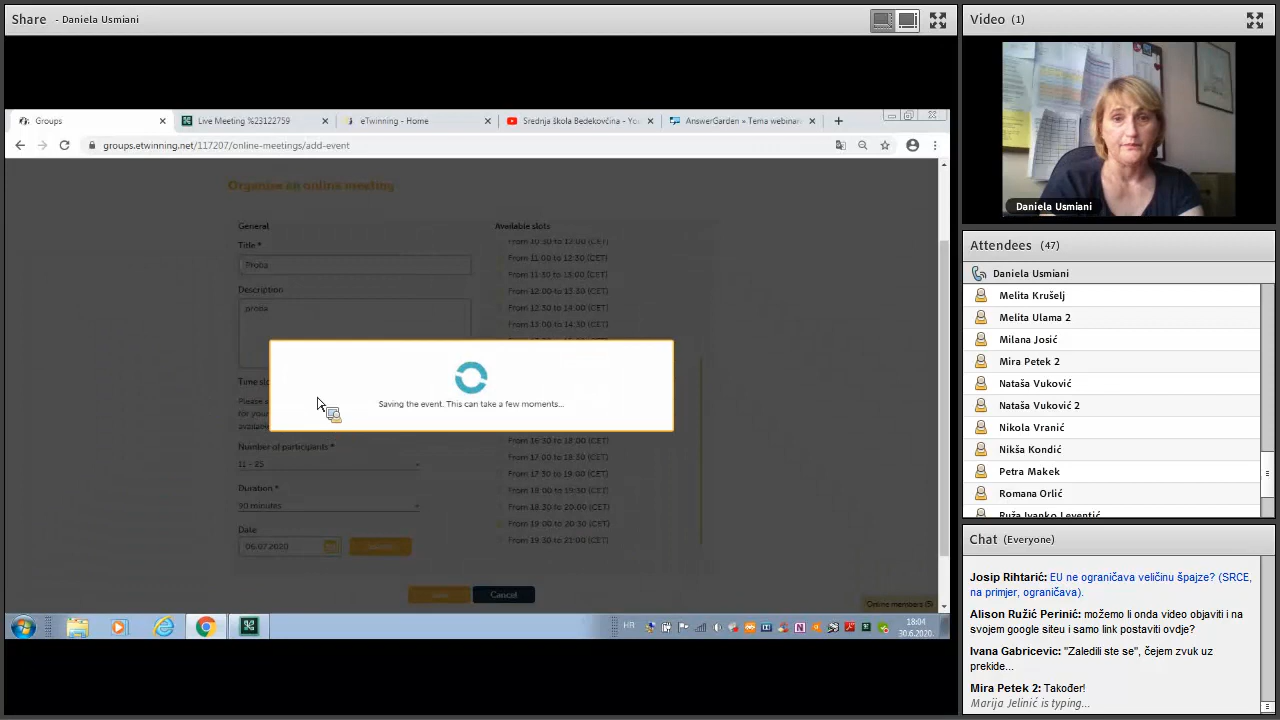 Share - Daniela Usmiani
Groups
Live Meeting %23122759
eTwinning - Home
Srednja škola Bedekovčina - Yo
AnswerGarden » Tema webinar
groups.etwinning.net/117207/online-meetings/add-event
Organise an online meeting
General
Title *
Proba
Description
proba
Number of participants *
11 - 25
Duration *
90 minutes
Date
06.07.2020
Available slots
From 10:30 to 12:00 (CET)
From 11:00 to 12:30 (CET)
From 11:30 to 13:00 (CET)
From 12:00 to 13:30 (CET)
From 12:30 to 14:00 (CET)
From 13:00 to 14:30 (CET)
Saving the event. This can take a few moments...
From 16:30 to 18:00 (CET)
From 17:00 to 18:30 (CET)
From 17:30 to 19:00 (CET)
From 18:00 to 19:30 (CET)
From 18:30 to 20:00 (CET)
From 19:00 to 20:30 (CET)
From 19:30 to 21:00 (CET)
Cancel
Online members (5)
HR
18:04
30.6.2020.
Video (1)
Daniela Usmiani
Attendees (47)
Daniela Usmiani
Melita Krušelj
Melita Ulama 2
Milana Josić
Mira Petek 2
Nataša Vuković
Nataša Vuković 2
Nikola Vranić
Nikša Kondić
Petra Makek
Romana Orlić
Ruža Ivanko Leventić
Chat (Everyone)
Josip Rihtarić: EU ne ograničava veličinu špajze? (SRCE,
na primjer, ograničava).
Alison Ružić Perinić: možemo li onda video objaviti i na
svojem google siteu i samo link postaviti ovdje?
Ivana Gabricevic: "Zaledili ste se", čejem zvuk uz
prekide...
Mira Petek 2: Također!
Marija Jelinić is typing...